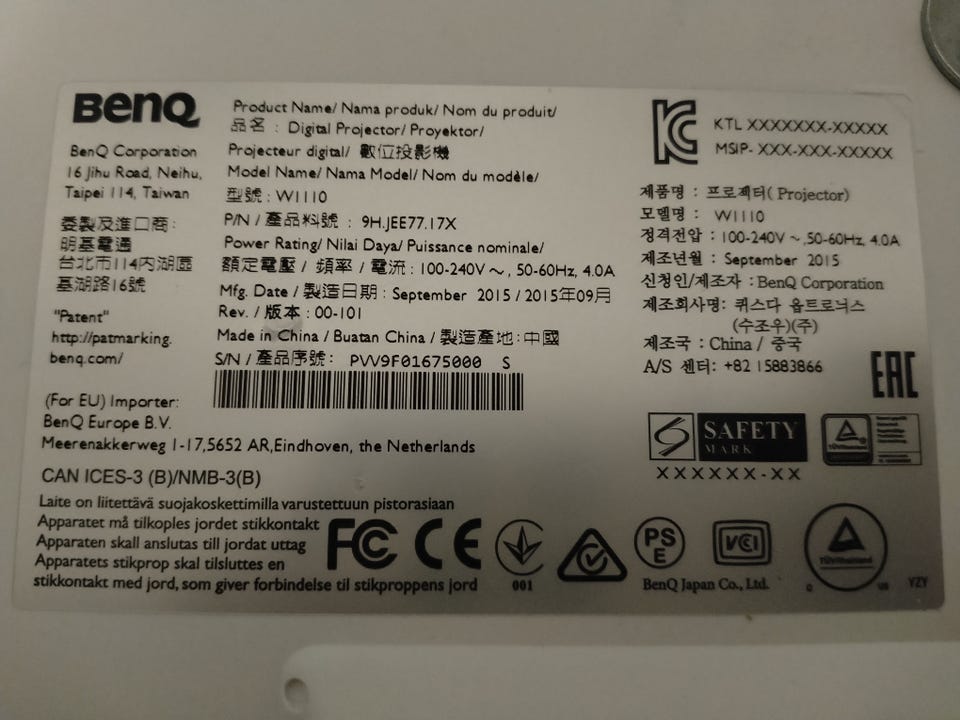 BenQ
BenQ Corporation
16 Jihu Road, Neihu,
Taipei 114, Taiwan
委製及進口商:
明基電通
台北市114內湖區
基湖路16號
"Patent"
http://patmarking.
benq.com/
Product Name/ Nama produk/ Nom du produit/
品名 : Digital Projector/ Proyektor/
Projecteur digital/ 數位投影機
Model Name/ Nama Model/ Nom du modèle/
型號 : W1110
P/N / 產品料號 : 9H.JEE77.17X
Power Rating/ Nilai Daya/ Puissance nominale/
額定電壓 / 頻率 / 電流 : 100-240V ~, 50-60Hz, 4.0A
Mfg. Date / 製造日期 : September 2015 / 2015年09月
Rev. / 版本 : 00-101
Made in China / Buatan China / 製造產地:中國
S/N / 產品序號: PVV9F01675000 S
KC
KTL XXXXXXX-XXXXX
MSIP- XXX-XXX-XXXXX
제품명 : 프로젝터( Projector)
모델명 : W1110
정격전압 : 100-240V ~ ,50-60Hz, 4.0A
제조년월 : September 2015
신청인/제조자 :BenQ Corporation
제조회사명: 퀴스다 옵트로닉스
(수조우)(주)
제조국 : China / 중국
A/S 센터: +82 15883866
EAC
(For EU) Importer:
BenQ Europe B.V.
Meerenakkerweg 1-17,5652 AR,Eindhoven, the Netherlands
SAFETY
MARK
XXXXXX-XX
CAN ICES-3 (B)/NMB-3(B)
Laite on liitettävä suojakoskettimilla varustettuun pistorasiaan
Apparatet må tilkoples jordet stikkontakt
Apparaten skall anslutas till jordat uttag
Apparatets stikprop skal tilsluttes en
stikkontakt med jord, som giver forbindelse til stikproppens jord
FC CE
001
PS
E
BenQ Japan Co., Ltd.
VCCI
TÜVRheinland
C US
YZY